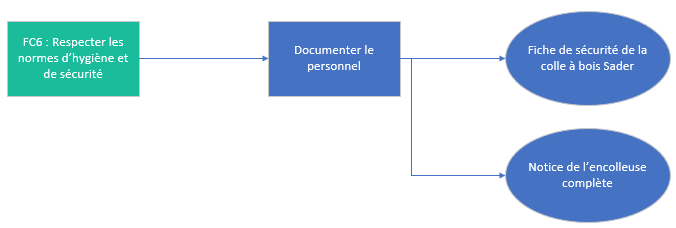 FC6 : Respecter les
normes d’hygiène et
de sécurité
Documenter le
personnel
Fiche de sécurité de la
colle à bois Sader
Notice de l’encolleuse
complète